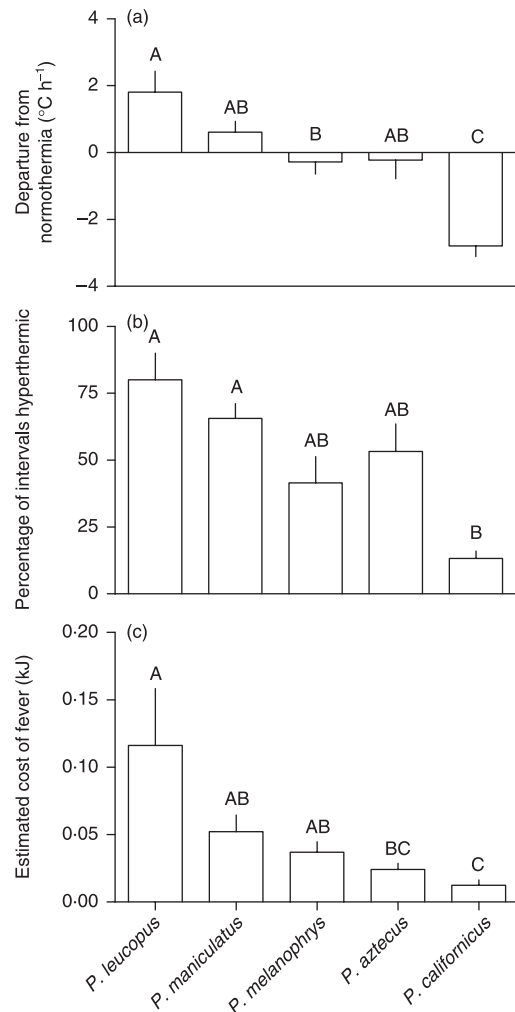 (a)
Departure from
normothermia (°C h⁻¹)
4
2
0
−2
−4
A
AB
B
AB
C
(b)
Percentage of intervals hyperthermic
100
75
50
25
0
A
A
AB
AB
B
(c)
Estimated cost of fever (kJ)
0·20
0·15
0·10
0·05
0·00
A
AB
AB
BC
C
P. leucopus
P. maniculatus
P. melanophrys
P. aztecus
P. californicus